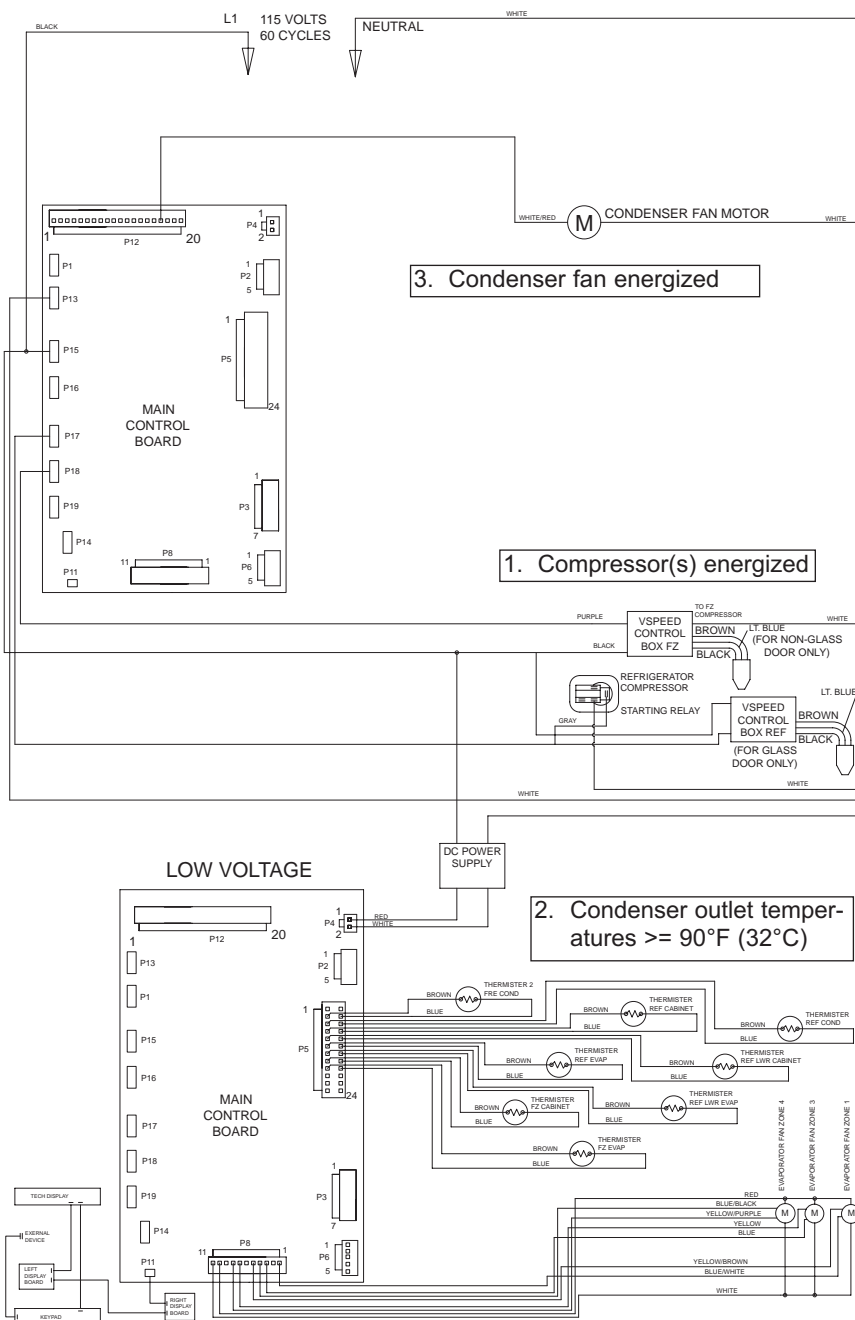 BLACK
L1
115 VOLTS
60 CYCLES
NEUTRAL
WHITE
1
P12
20
1
P4
2
P1
P13
1
P2
5
P15
P16
1
P5
24
MAIN
CONTROL
BOARD
P17
P18
P19
1
P3
7
P14
P11
11
P8
1
1
P6
5
WHITE/RED
M
CONDENSER FAN MOTOR
WHITE
3. Condenser fan energized
1. Compressor(s) energized
PURPLE
BLACK
VSPEED
CONTROL
BOX FZ
TO FZ
COMPRESSOR
BROWN
BLACK
LT. BLUE
(FOR NON-GLASS
DOOR ONLY)
WHITE
REFRIGERATOR
COMPRESSOR
STARTING RELAY
GRAY
VSPEED
CONTROL
BOX REF
(FOR GLASS
DOOR ONLY)
LT. BLUE
BROWN
BLACK
WHITE
WHITE
DC POWER
SUPPLY
LOW VOLTAGE
2. Condenser outlet temper-
atures >= 90°F (32°C)
1
P12
20
1
P4
2
RED
WHITE
P13
P1
1
P2
5
P15
P16
1
P5
24
MAIN
CONTROL
BOARD
P17
P18
P19
1
P3
7
P14
P11
11
P8
1
1
P6
5
BROWN
THERMISTER 2
FRE COND
BLUE
BROWN
THERMISTER
REF CABINET
BLUE
BROWN
THERMISTER
REF COND
BLUE
BROWN
THERMISTER
REF EVAP
BLUE
BROWN
THERMISTER
REF LWR CABINET
BLUE
BROWN
THERMISTER
FZ CABINET
BLUE
BROWN
THERMISTER
REF LWR EVAP
BLUE
BROWN
THERMISTER
FZ EVAP
BLUE
EVAPORATOR FAN ZONE 4
EVAPORATOR FAN ZONE 3
EVAPORATOR FAN ZONE 1
RED
BLUE/BLACK
YELLOW/PURPLE
YELLOW
BLUE
M
M
M
YELLOW/BROWN
BLUE/WHITE
WHITE
TECH DISPLAY
EXERNAL
DEVICE
LEFT
DISPLAY
BOARD
RIGHT
DISPLAY
BOARD
KEYPAD